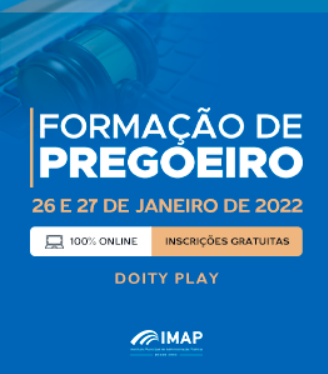 FORMAÇÃO DE
PREGOEIRO
26 E 27 DE JANEIRO DE 2022
100% ONLINE
INSCRIÇÕES GRATUITAS
DOITY PLAY
IMAP